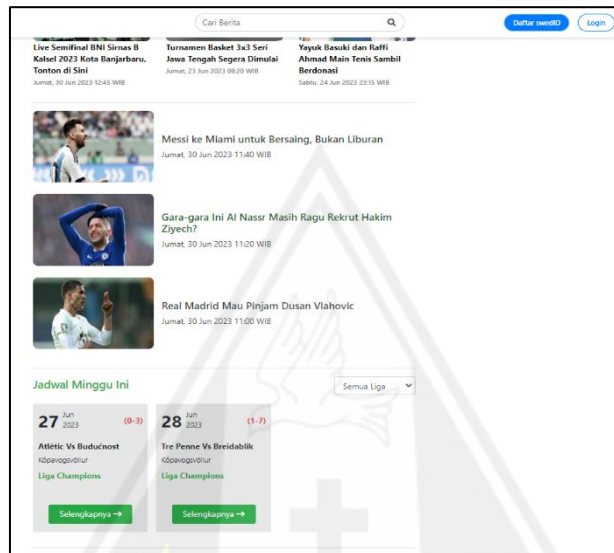 Cari Berita
Daftar swedID
Login
Live Semifinal BNI Sirnas B
Kalsel 2023 Kota Banjarbaru,
Tonton di Sini
Jumat, 30 Jun 2023 12:45 WIB
Turnamen Basket 3x3 Seri
Jawa Tengah Segera Dimulai
Jumat, 23 Jun 2023 08:20 WIB
Yayuk Basuki dan Raffi
Ahmad Main Tenis Sambil
Berdonasi
Sabtu, 24 Jun 2023 23:15 WIB
Messi ke Miami untuk Bersaing, Bukan Liburan
Jumat, 30 Jun 2023 11:40 WIB
Gara-gara Ini Al Nassr Masih Ragu Rekrut Hakim
Ziyech?
Jumat, 30 Jun 2023 11:20 WIB
Real Madrid Mau Pinjam Dusan Vlahovic
Jumat, 30 Jun 2023 11:00 WIB
Jadwal Minggu Ini
Semua Liga
27 Jun 2023 (0-3)
Atlètic Vs Budućnost
Kópavogsvöllur
Liga Champions
Selengkapnya →
28 Jun 2023 (1-7)
Tre Penne Vs Breidablik
Kópavogsvöllur
Liga Champions
Selengkapnya →